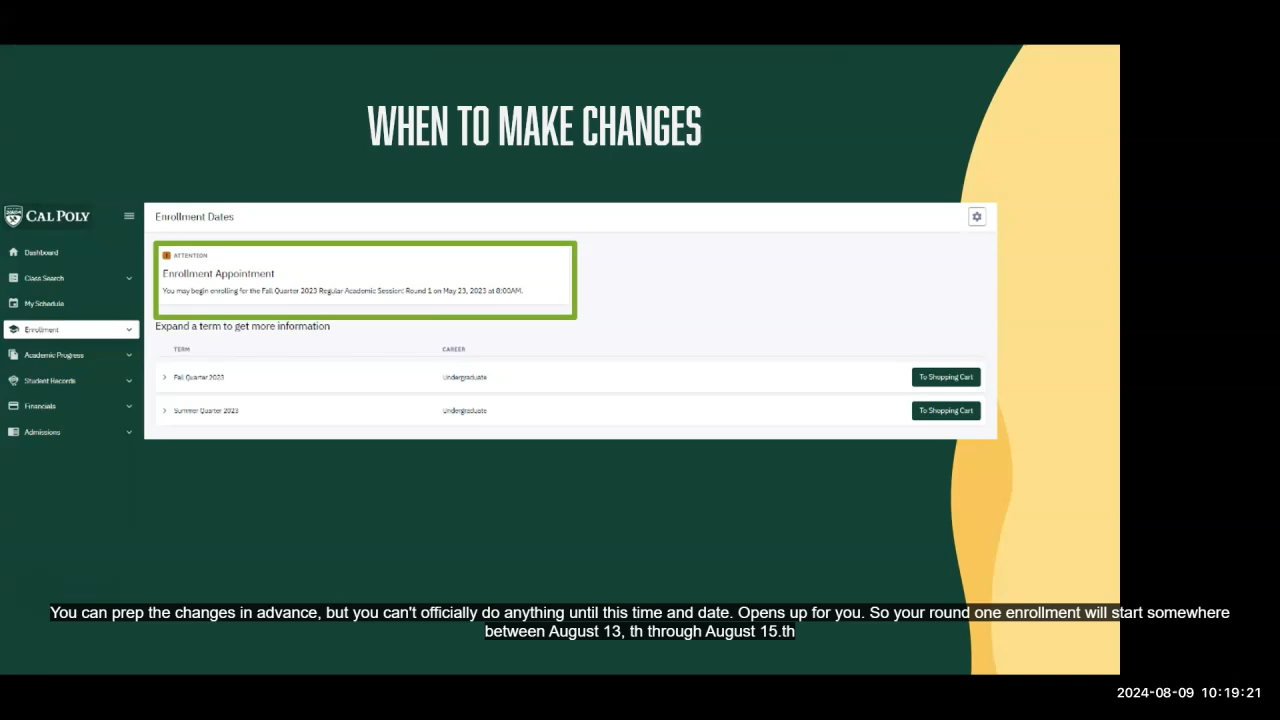 WHEN TO MAKE CHANGES
CAL POLY
Enrollment Dates
ATTENTION
Enrollment Appointment
You may begin enrolling for the Fall Quarter 2023 Regular Academic Session: Round 1 on May 23, 2023 at 8:00AM.
Expand a term to get more information
TERM CAREER
Fall Quarter 2023 Undergraduate To Shopping Cart
Summer Quarter 2023 Undergraduate To Shopping Cart
Dashboard
Class Search
My Schedule
Enrollment
Academic Progress
Student Records
Financials
Admissions
You can prep the changes in advance, but you can't officially do anything until this time and date. Opens up for you. So your round one enrollment will start somewhere
between August 13, th through August 15.th
2024-08-09 10:19:21